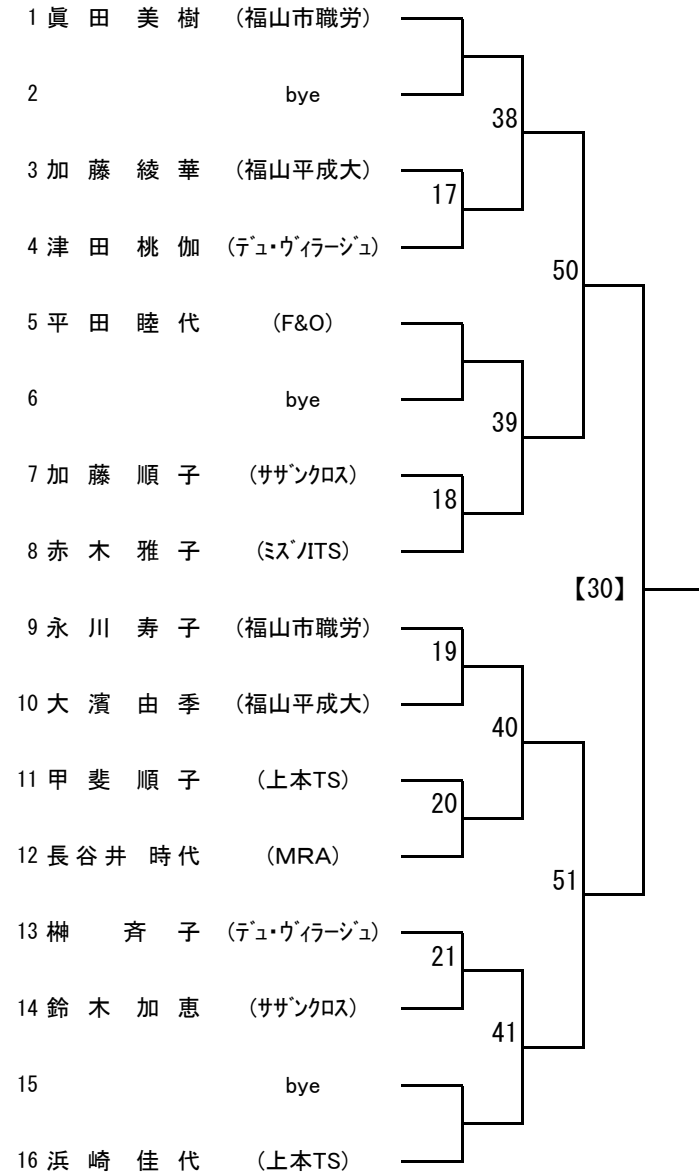 1 眞田 美樹 (福山市職労)
2 bye
38
3 加藤 綾華 (福山平成大)
17
4 津田 桃伽 (ﾃﾞｭ･ヴｨラージｭ)
50
5 平田 睦代 (F&O)
6 bye
39
7 加藤 順子 (サザンクロス)
18
8 赤木 雅子 (ミズノITS)
【30】
9 永川 寿子 (福山市職労)
19
10 大濱 由季 (福山平成大)
40
11 甲斐 順子 (上本TS)
20
12 長谷井 時代 (MRA)
51
13 榊 斉子 (ﾃﾞｭ･ヴｨラージｭ)
21
14 鈴木 加恵 (サザンクロス)
41
15 bye
16 浜崎 佳代 (上本TS)